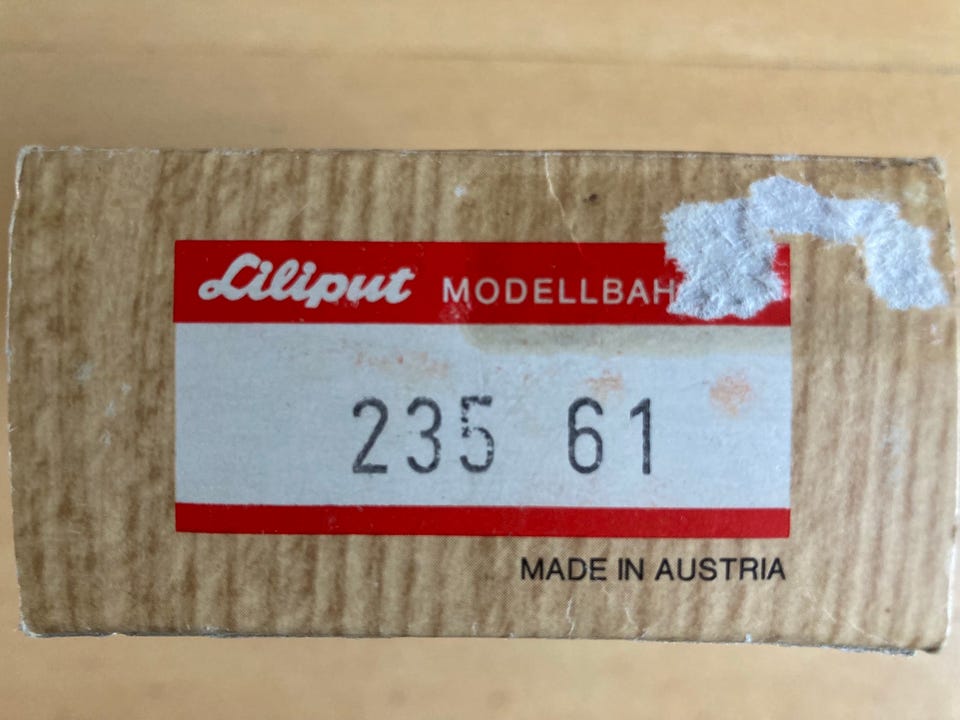 Liliput MODELLBAH
235 61
MADE IN AUSTRIA